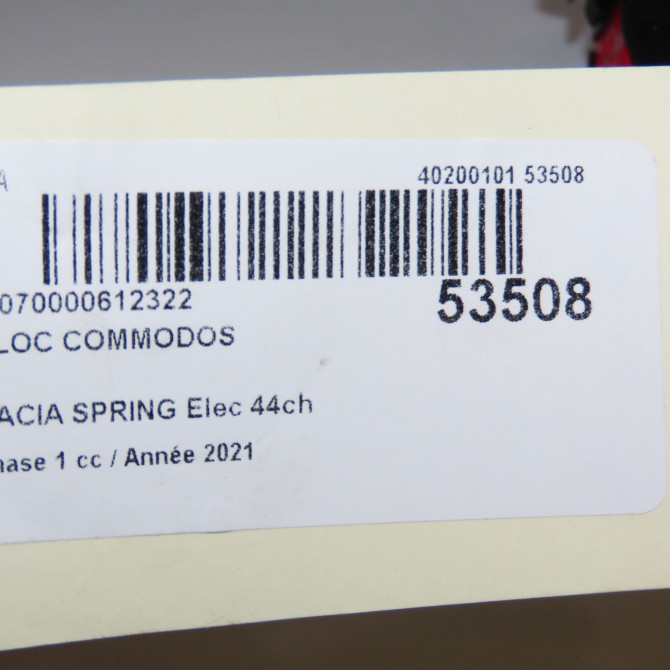 A
40200101 53508
070000612322
53508
LOC COMMODOS
ACIA SPRING Elec 44ch
hase 1 cc / Année 2021